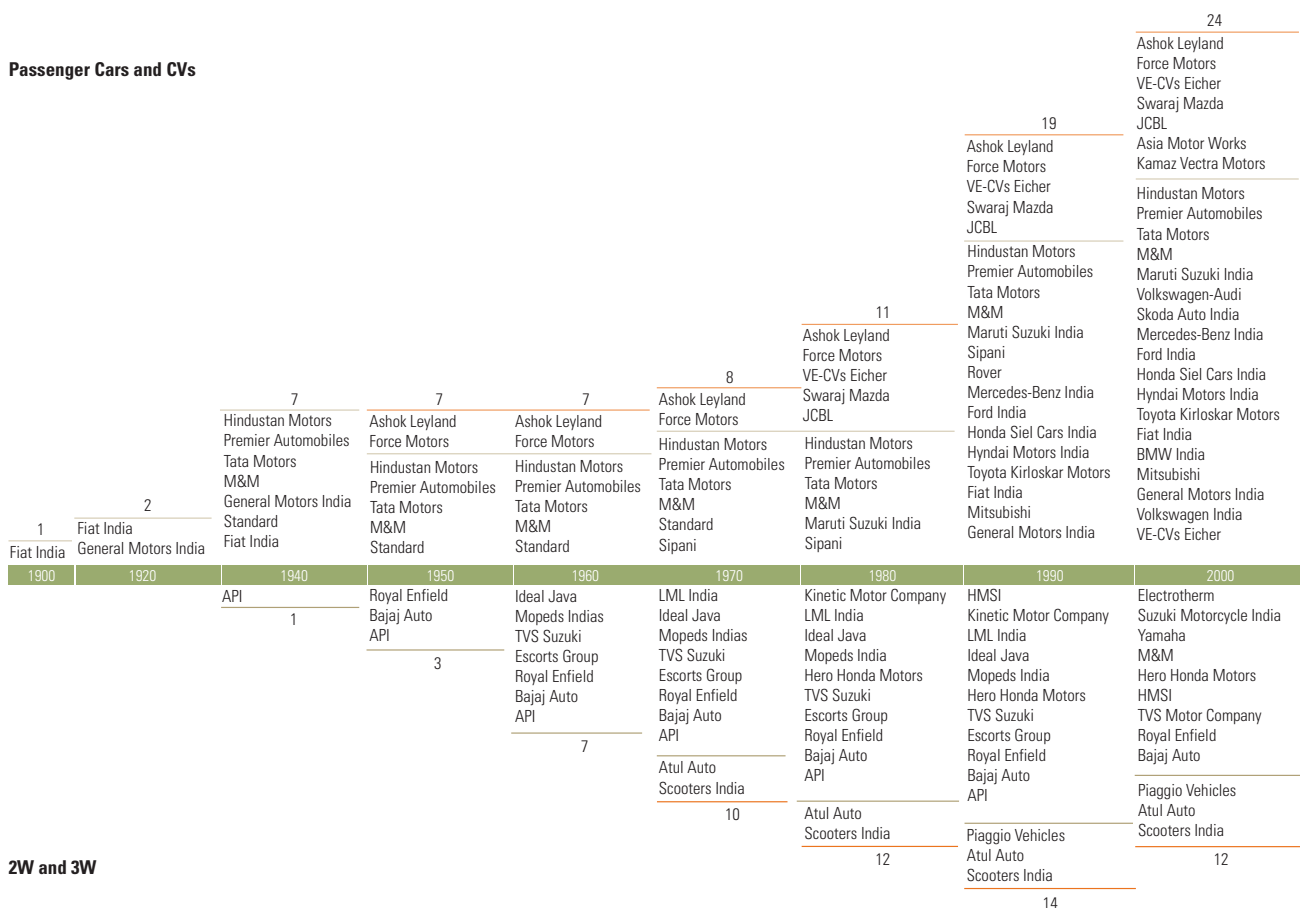 Passenger Cars and CVs
1
Fiat India
2
Fiat India
General Motors India
7
Hindustan Motors
Premier Automobiles
Tata Motors
M&M
General Motors India
Standard
Fiat India
7
Ashok Leyland
Force Motors
Hindustan Motors
Premier Automobiles
Tata Motors
M&M
Standard
7
Ashok Leyland
Force Motors
Hindustan Motors
Premier Automobiles
Tata Motors
M&M
Standard
8
Ashok Leyland
Force Motors
Hindustan Motors
Premier Automobiles
Tata Motors
M&M
Standard
Sipani
11
Ashok Leyland
Force Motors
VE-CVs Eicher
Swaraj Mazda
JCBL
Hindustan Motors
Premier Automobiles
Tata Motors
M&M
Maruti Suzuki India
Sipani
19
Ashok Leyland
Force Motors
VE-CVs Eicher
Swaraj Mazda
JCBL
Hindustan Motors
Premier Automobiles
Tata Motors
M&M
Maruti Suzuki India
Sipani
Rover
Mercedes-Benz India
Ford India
Honda Siel Cars India
Hyndai Motors India
Toyota Kirloskar Motors
Fiat India
Mitsubishi
General Motors India
24
Ashok Leyland
Force Motors
VE-CVs Eicher
Swaraj Mazda
JCBL
Asia Motor Works
Kamaz Vectra Motors
Hindustan Motors
Premier Automobiles
Tata Motors
M&M
Maruti Suzuki India
Volkswagen-Audi
Skoda Auto India
Mercedes-Benz India
Ford India
Honda Siel Cars India
Hyndai Motors India
Toyota Kirloskar Motors
Fiat India
BMW India
Mitsubishi
General Motors India
Volkswagen India
VE-CVs Eicher
1900 1920 1940 1950 1960 1970 1980 1990 2000
API
1
Royal Enfield
Bajaj Auto
API
3
Ideal Java
Mopeds Indias
TVS Suzuki
Escorts Group
Royal Enfield
Bajaj Auto
API
7
LML India
Ideal Java
Mopeds Indias
TVS Suzuki
Escorts Group
Royal Enfield
Bajaj Auto
API
Atul Auto
Scooters India
10
Kinetic Motor Company
LML India
Ideal Java
Mopeds India
Hero Honda Motors
TVS Suzuki
Escorts Group
Royal Enfield
Bajaj Auto
API
Atul Auto
Scooters India
12
HMSI
Kinetic Motor Company
LML India
Ideal Java
Mopeds India
Hero Honda Motors
TVS Suzuki
Escorts Group
Royal Enfield
Bajaj Auto
API
Piaggio Vehicles
Atul Auto
Scooters India
14
Electrotherm
Suzuki Motorcycle India
Yamaha
M&M
Hero Honda Motors
HMSI
TVS Motor Company
Royal Enfield
Bajaj Auto
Piaggio Vehicles
Atul Auto
Scooters India
12
2W and 3W